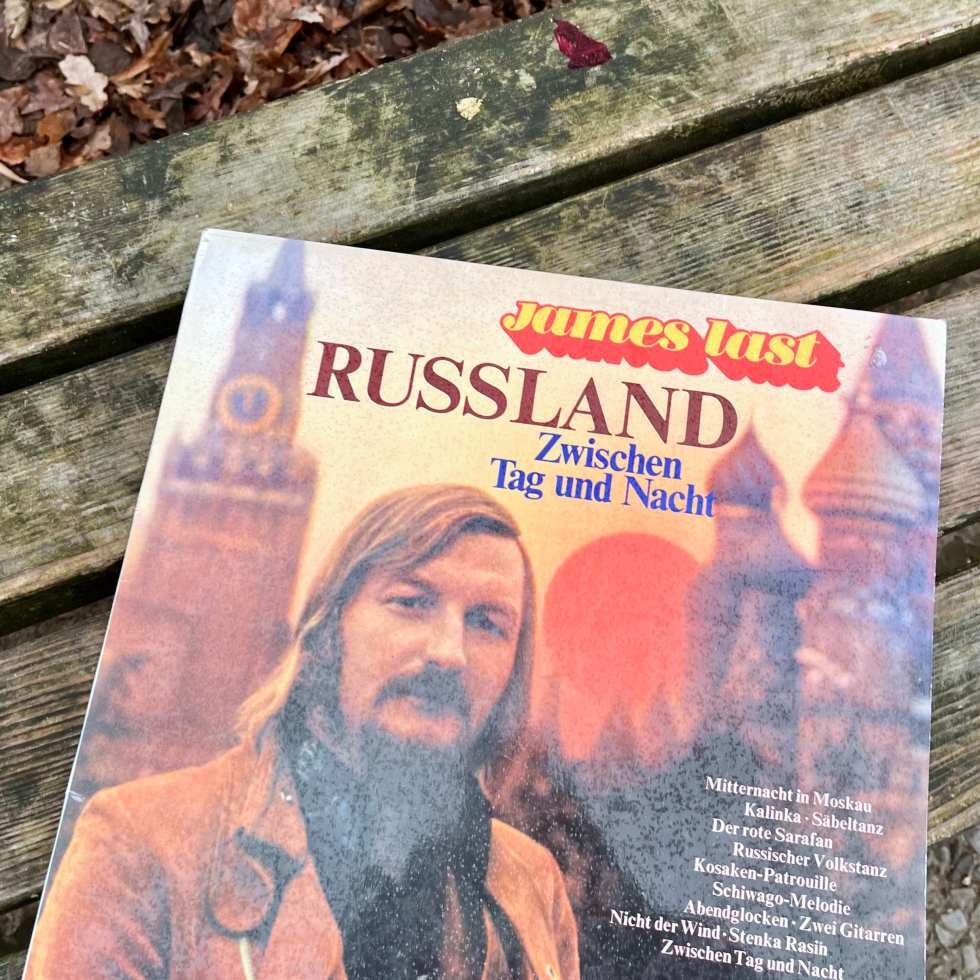 james last
RUSSLAND
Zwischen
Tag und Nacht
Mitternacht in Moskau
Kalinka · Säbeltanz
Der rote Sarafan
Russischer Volkstanz
Kosaken-Patrouille
Schiwago-Melodie
Abendglocken · Zwei Gitarren
Nicht der Wind · Stenka Rasin
Zwischen Tag und Nacht